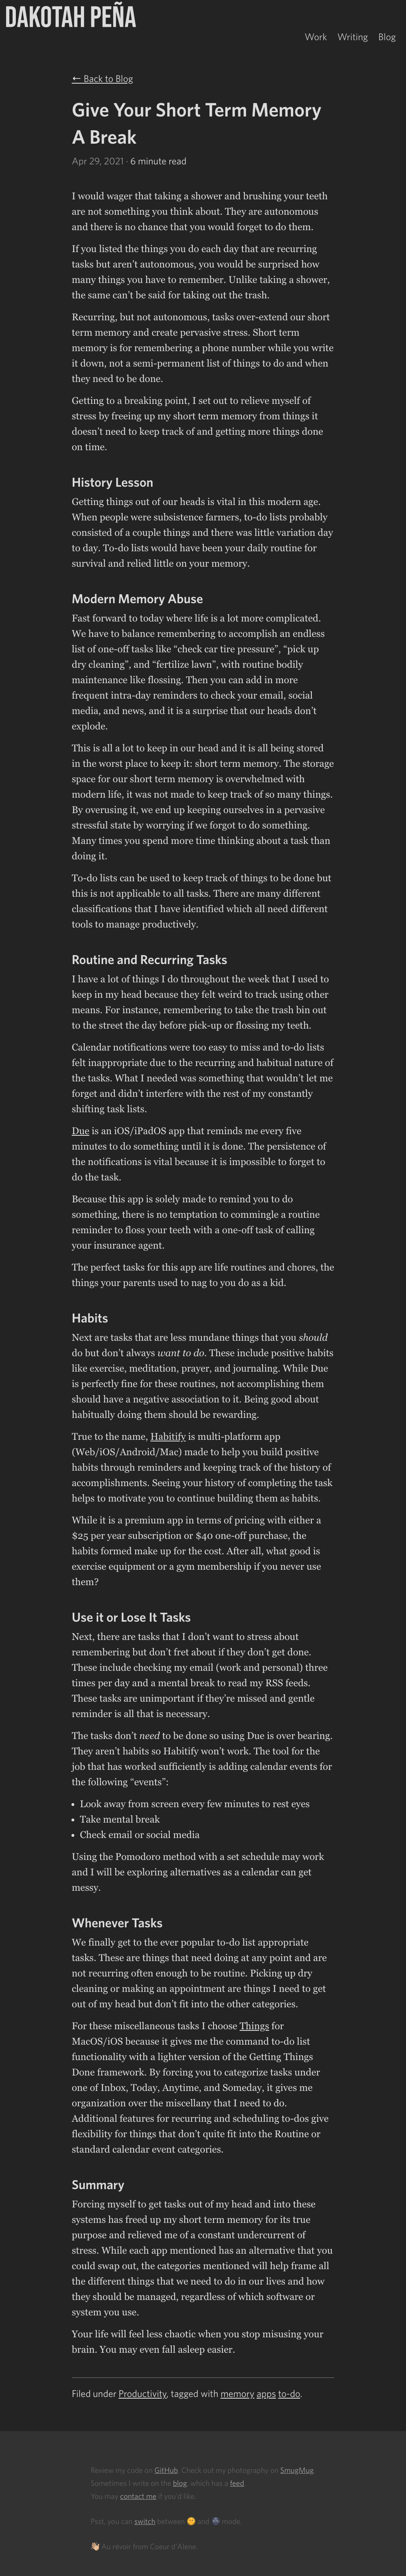 DAKOTAH PEÑA
Work Writing Blog
← Back to Blog
Give Your Short Term Memory
A Break
Apr 29, 2021 · 6 minute read
I would wager that taking a shower and brushing your teeth
are not something you think about. They are autonomous
and there is no chance that you would forget to do them.
If you listed the things you do each day that are recurring
tasks but aren’t autonomous, you would be surprised how
many things you have to remember. Unlike taking a shower,
the same can’t be said for taking out the trash.
Recurring, but not autonomous, tasks over-extend our short
term memory and create pervasive stress. Short term
memory is for remembering a phone number while you write
it down, not a semi-permanent list of things to do and when
they need to be done.
Getting to a breaking point, I set out to relieve myself of
stress by freeing up my short term memory from things it
doesn’t need to keep track of and getting more things done
on time.
History Lesson
Getting things out of our heads is vital in this modern age.
When people were subsistence farmers, to-do lists probably
consisted of a couple things and there was little variation day
to day. To-do lists would have been your daily routine for
survival and relied little on your memory.
Modern Memory Abuse
Fast forward to today where life is a lot more complicated.
We have to balance remembering to accomplish an endless
list of one-off tasks like “check car tire pressure”, “pick up
dry cleaning”, and “fertilize lawn”, with routine bodily
maintenance like flossing. Then you can add in more
frequent intra-day reminders to check your email, social
media, and news, and it is a surprise that our heads don’t
explode.
This is all a lot to keep in our head and it is all being stored
in the worst place to keep it: short term memory. The storage
space for our short term memory is overwhelmed with
modern life, it was not made to keep track of so many things.
By overusing it, we end up keeping ourselves in a pervasive
stressful state by worrying if we forgot to do something.
Many times you spend more time thinking about a task than
doing it.
To-do lists can be used to keep track of things to be done but
this is not applicable to all tasks. There are many different
classifications that I have identified which all need different
tools to manage productively.
Routine and Recurring Tasks
I have a lot of things I do throughout the week that I used to
keep in my head because they felt weird to track using other
means. For instance, remembering to take the trash bin out
to the street the day before pick-up or flossing my teeth.
Calendar notifications were too easy to miss and to-do lists
felt inappropriate due to the recurring and habitual nature of
the tasks. What I needed was something that wouldn’t let me
forget and didn’t interfere with the rest of my constantly
shifting task lists.
Due is an iOS/iPadOS app that reminds me every five
minutes to do something until it is done. The persistence of
the notifications is vital because it is impossible to forget to
do the task.
Because this app is solely made to remind you to do
something, there is no temptation to commingle a routine
reminder to floss your teeth with a one-off task of calling
your insurance agent.
The perfect tasks for this app are life routines and chores, the
things your parents used to nag to you do as a kid.
Habits
Next are tasks that are less mundane things that you should
do but don’t always want to do. These include positive habits
like exercise, meditation, prayer, and journaling. While Due
is perfectly fine for these routines, not accomplishing them
should have a negative association to it. Being good about
habitually doing them should be rewarding.
True to the name, Habitify is multi-platform app
(Web/iOS/Android/Mac) made to help you build positive
habits through reminders and keeping track of the history of
accomplishments. Seeing your history of completing the task
helps to motivate you to continue building them as habits.
While it is a premium app in terms of pricing with either a
$25 per year subscription or $40 one-off purchase, the
habits formed make up for the cost. After all, what good is
exercise equipment or a gym membership if you never use
them?
Use it or Lose It Tasks
Next, there are tasks that I don’t want to stress about
remembering but don’t fret about if they don’t get done.
These include checking my email (work and personal) three
times per day and a mental break to read my RSS feeds.
These tasks are unimportant if they’re missed and gentle
reminder is all that is necessary.
The tasks don’t need to be done so using Due is over bearing.
They aren’t habits so Habitify won’t work. The tool for the
job that has worked sufficiently is adding calendar events for
the following “events”:
• Look away from screen every few minutes to rest eyes
• Take mental break
• Check email or social media
Using the Pomodoro method with a set schedule may work
and I will be exploring alternatives as a calendar can get
messy.
Whenever Tasks
We finally get to the ever popular to-do list appropriate
tasks. These are things that need doing at any point and are
not recurring often enough to be routine. Picking up dry
cleaning or making an appointment are things I need to get
out of my head but don’t fit into the other categories.
For these miscellaneous tasks I choose Things for
MacOS/iOS because it gives me the command to-do list
functionality with a lighter version of the Getting Things
Done framework. By forcing you to categorize tasks under
one of Inbox, Today, Anytime, and Someday, it gives me
organization over the miscellany that I need to do.
Additional features for recurring and scheduling to-dos give
flexibility for things that don’t quite fit into the Routine or
standard calendar event categories.
Summary
Forcing myself to get tasks out of my head and into these
systems has freed up my short term memory for its true
purpose and relieved me of a constant undercurrent of
stress. While each app mentioned has an alternative that you
could swap out, the categories mentioned will help frame all
the different things that we need to do in our lives and how
they should be managed, regardless of which software or
system you use.
Your life will feel less chaotic when you stop misusing your
brain. You may even fall asleep easier.
Filed under Productivity, tagged with memory apps to-do.
Review my code on GitHub. Check out my photography on SmugMug.
Sometimes I write on the blog, which has a feed.
You may contact me if you'd like.
Psst, you can switch between 🌞 and 🌚 mode.
👋🏼 Au revoir from Coeur d'Alene.